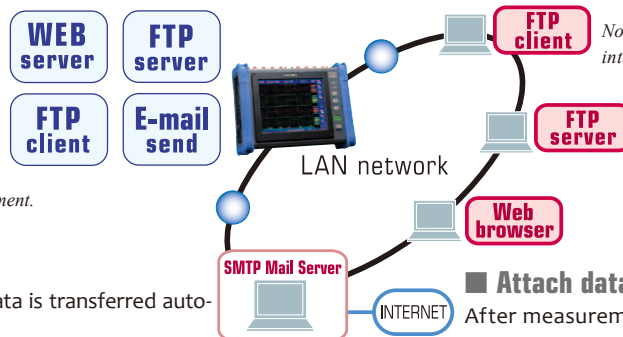 WEB
server
FTP
server
FTP
client
E-mail
send
FTP
client
No
LAN network
FTP
server
ment.
Web
browser
SMTP Mail Server
ata is transferred auto-
INTERNET
■ Attach data
After measurem